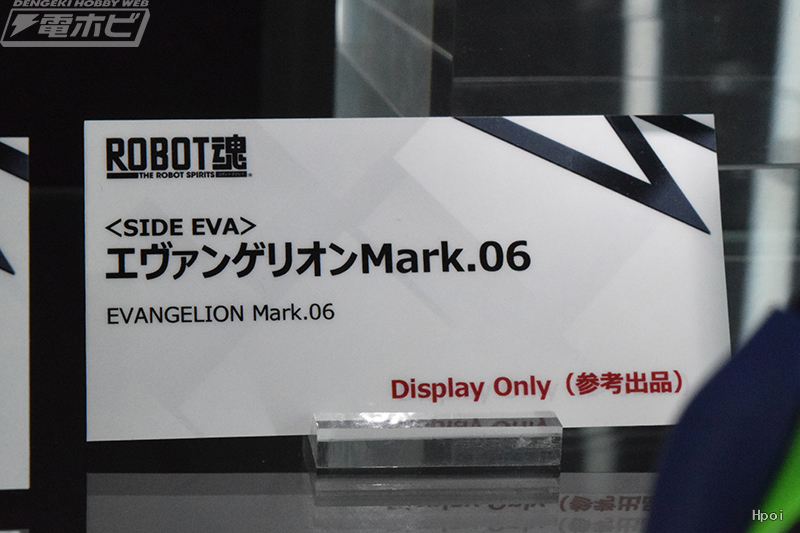 DENGEKI HOBBY WEB
電ホビ
ROBOT魂
THE ROBOT SPIRITS
<SIDE EVA>
エヴァンゲリオンMark.06
EVANGELION Mark.06
Display Only（参考出品）
Hpoi